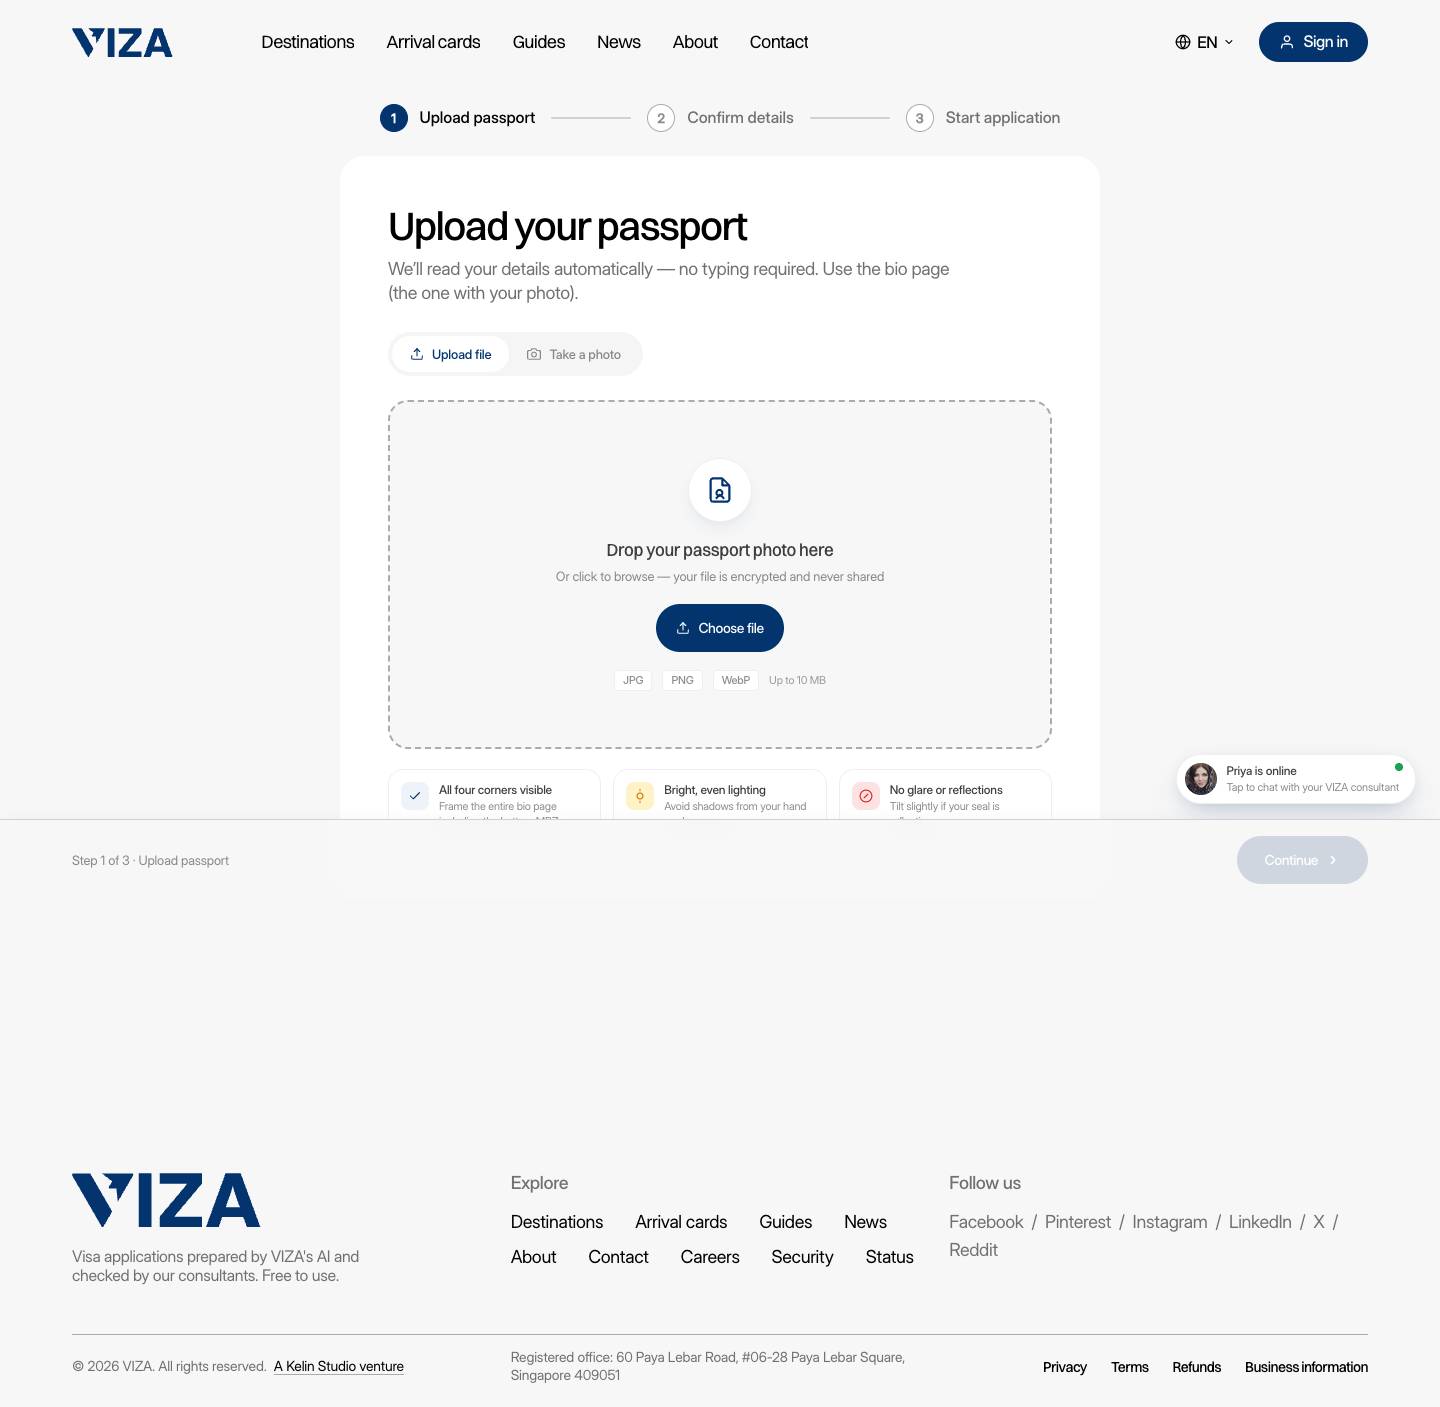 VIZA
Destinations
Arrival cards
Guides
News
About
Contact
EN
Sign in
1 Upload passport
2 Confirm details
3 Start application
Upload your passport
We’ll read your details automatically — no typing required. Use the bio page
(the one with your photo).
Upload file
Take a photo
Drop your passport photo here
Or click to browse — your file is encrypted and never shared
Choose file
JPG PNG WebP Up to 10 MB
All four corners visible
Frame the entire bio page
Bright, even lighting
Avoid shadows from your hand
No glare or reflections
Tilt slightly if your seal is
Priya is online
Tap to chat with your VIZA consultant
Step 1 of 3 · Upload passport
Continue
VIZA
Visa applications prepared by VIZA's AI and
checked by our consultants. Free to use.
Explore
Destinations Arrival cards Guides News
About Contact Careers Security Status
Follow us
Facebook / Pinterest / Instagram / LinkedIn / X /
Reddit
© 2026 VIZA. All rights reserved. A Kelin Studio venture
Registered office: 60 Paya Lebar Road, #06-28 Paya Lebar Square,
Singapore 409051
Privacy Terms Refunds Business information